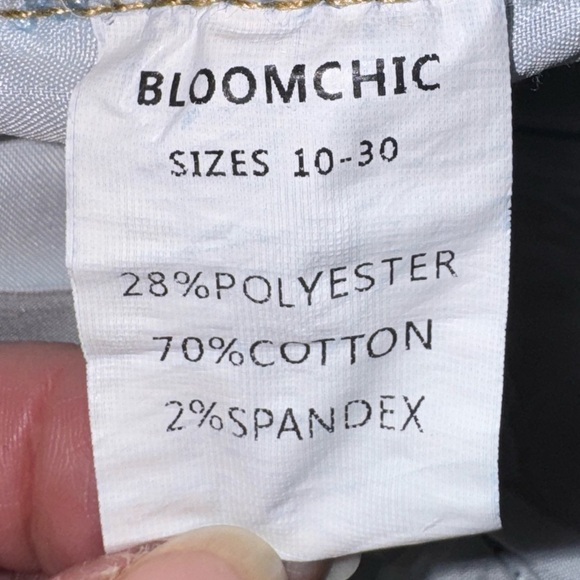 BLOOMCHIC
SIZES 10-30
28%POLYESTER
70%COTTON
2%SPANDEX